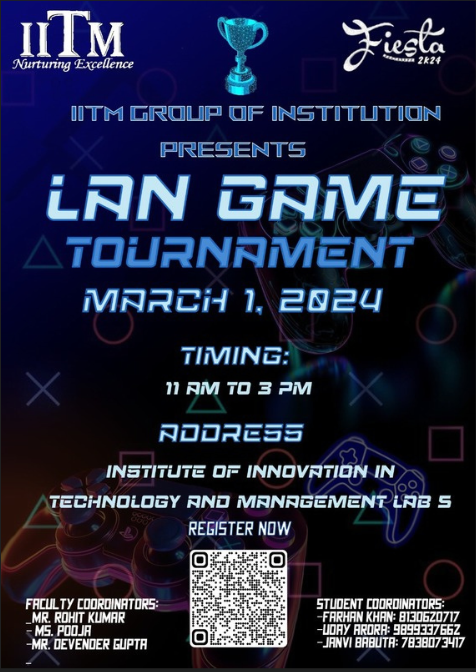 IITM
Nurturing Excellence
Fiesta
2K24
IITM GROUP OF INSTITUTION
PRESENTS
LAN GAME
TOURNAMENT
MARCH 1, 2024
TIMING:
11 AM TO 3 PM
ADDRESS
INSTITUTE OF INNOVATION IN
TECHNOLOGY AND MANAGEMENT LAB 5
REGISTER NOW
FACULTY COORDINATORS:
_MR. ROHIT KUMAR
_ MS. POOJA
-MR. DEVENDER GUPTA
_
STUDENT COORDINATORS:
-FARHAN KHAN: 8130620717
-UDAY ARORA: 9899337662
-JANVI BABUTA: 7838073417